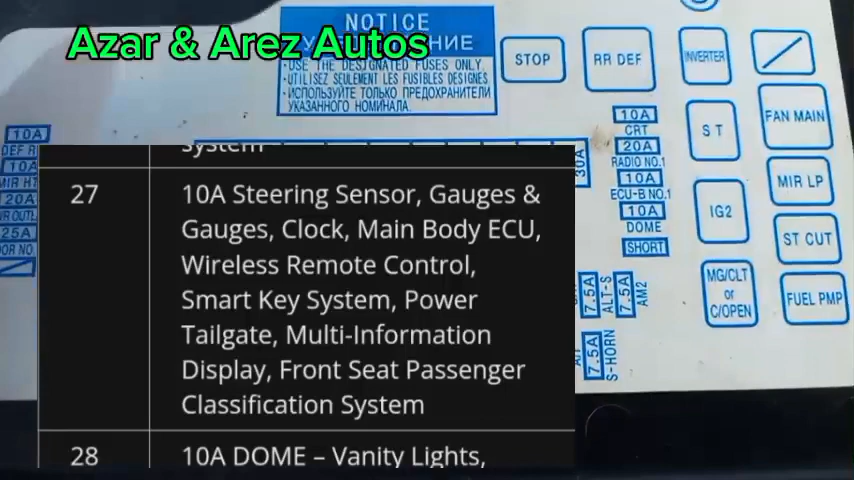 Azar & Arez Autos
NOTICE
·USE THE DESIGNATED FUSES ONLY.
·UTILISEZ SEULEMENT LES FUSIBLES DESIGNES
·ИСПОЛЬЗУЙТЕ ТОЛЬКО ПРЕДОХРАНИТЕЛИ
УКАЗАННОГО НОМИНАЛА.
STOP
RR DEF
INVERTER
FAN MAIN
S T
MIR LP
IG2
ST CUT
MG/CLT
or
C/OPEN
FUEL PMP
10A
CRT
20A
RADIO NO.1
10A
ECU-B NO.1
10A
DOME
SHORT
30A
7.5A
ALT-S
7.5A
AM2
7.5A
S-HORN
10A
10A
20A
25A
system
27
10A Steering Sensor, Gauges &
Gauges, Clock, Main Body ECU,
Wireless Remote Control,
Smart Key System, Power
Tailgate, Multi-Information
Display, Front Seat Passenger
Classification System
28
10A DOME – Vanity Lights,